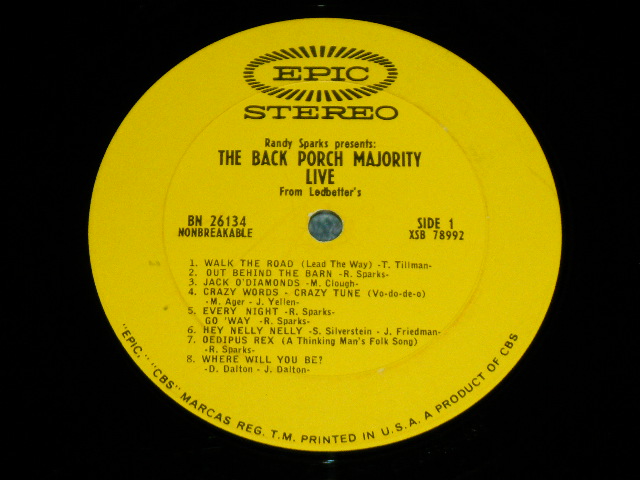 EPIC
STEREO
Randy Sparks presents:
THE BACK PORCH MAJORITY
LIVE
From Ledbetter's
BN 26134
NONBREAKABLE
SIDE 1
XSB 78992
1. WALK THE ROAD (Lead The Way) -T. Tillman-
2. OUT BEHIND THE BARN -R. Sparks-
3. JACK O'DIAMONDS -M. Clough-
4. CRAZY WORDS - CRAZY TUNE (Vo-do-de-o)
-M. Ager - J. Yellen-
5. EVERY NIGHT -R. Sparks-
GO 'WAY -R. Sparks-
6. HEY NELLY NELLY -S. Silverstein - J. Friedman-
7. OEDIPUS REX (A Thinking Man's Folk Song)
-R. Sparks-
8. WHERE WILL YOU BE?
-D. Dalton - J. Dalton-
"EPIC," "CBS" MARCAS REG. T.M. PRINTED IN U.S.A. A PRODUCT OF CBS